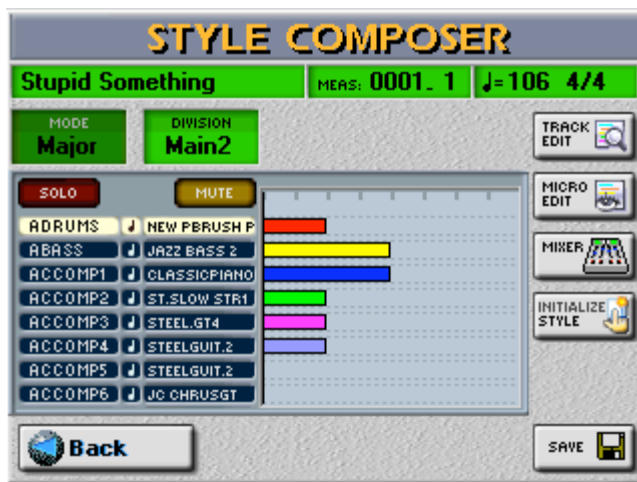 STYLE COMPOSER
Stupid Something MEAS: 0001. 1 ♩=106 4/4
MODE
Major
DIVISION
Main2
TRACK
EDIT
SOLO MUTE
MICRO
EDIT
ADRUMS NEW PBRUSH P
ABASS JAZZ BASS 2
ACCOMP1 CLASSICPIANO
ACCOMP2 ST.SLOW STR1
ACCOMP3 STEEL.GT4
ACCOMP4 STEELGUIT.2
ACCOMP5 STEELGUIT.2
ACCOMP6 JC CHRUSGT
MIXER
INITIALIZE
STYLE
Back
SAVE